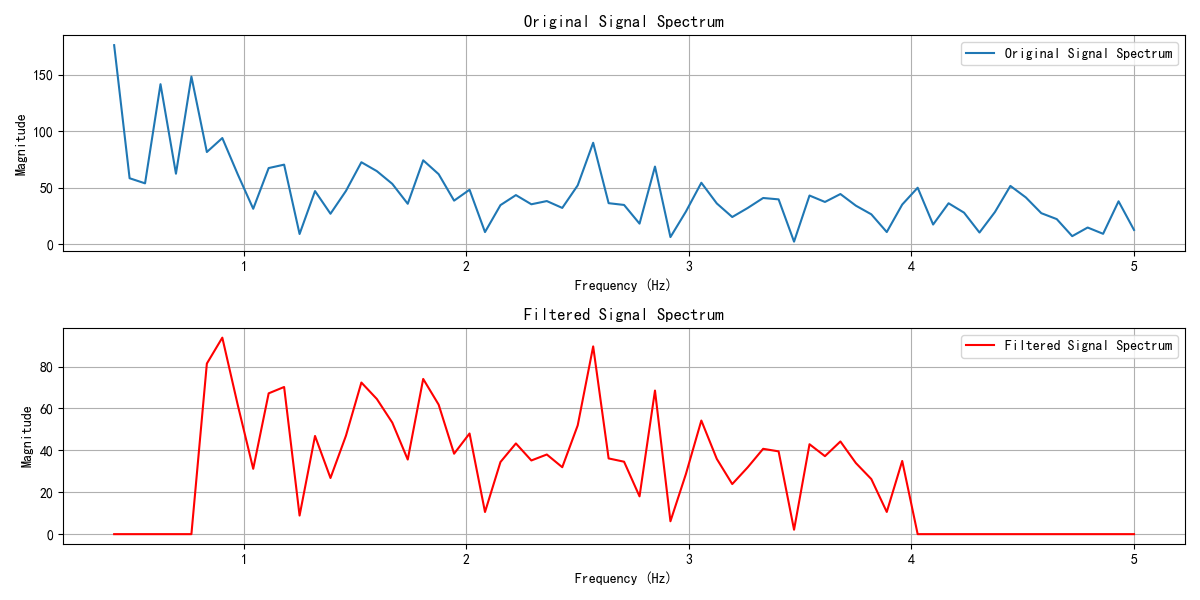 Original Signal Spectrum
Original Signal Spectrum
Magnitude
150
100
50
0
1 2 3 4 5
Frequency (Hz)
Filtered Signal Spectrum
Filtered Signal Spectrum
Magnitude
80
60
40
20
0
1 2 3 4 5
Frequency (Hz)